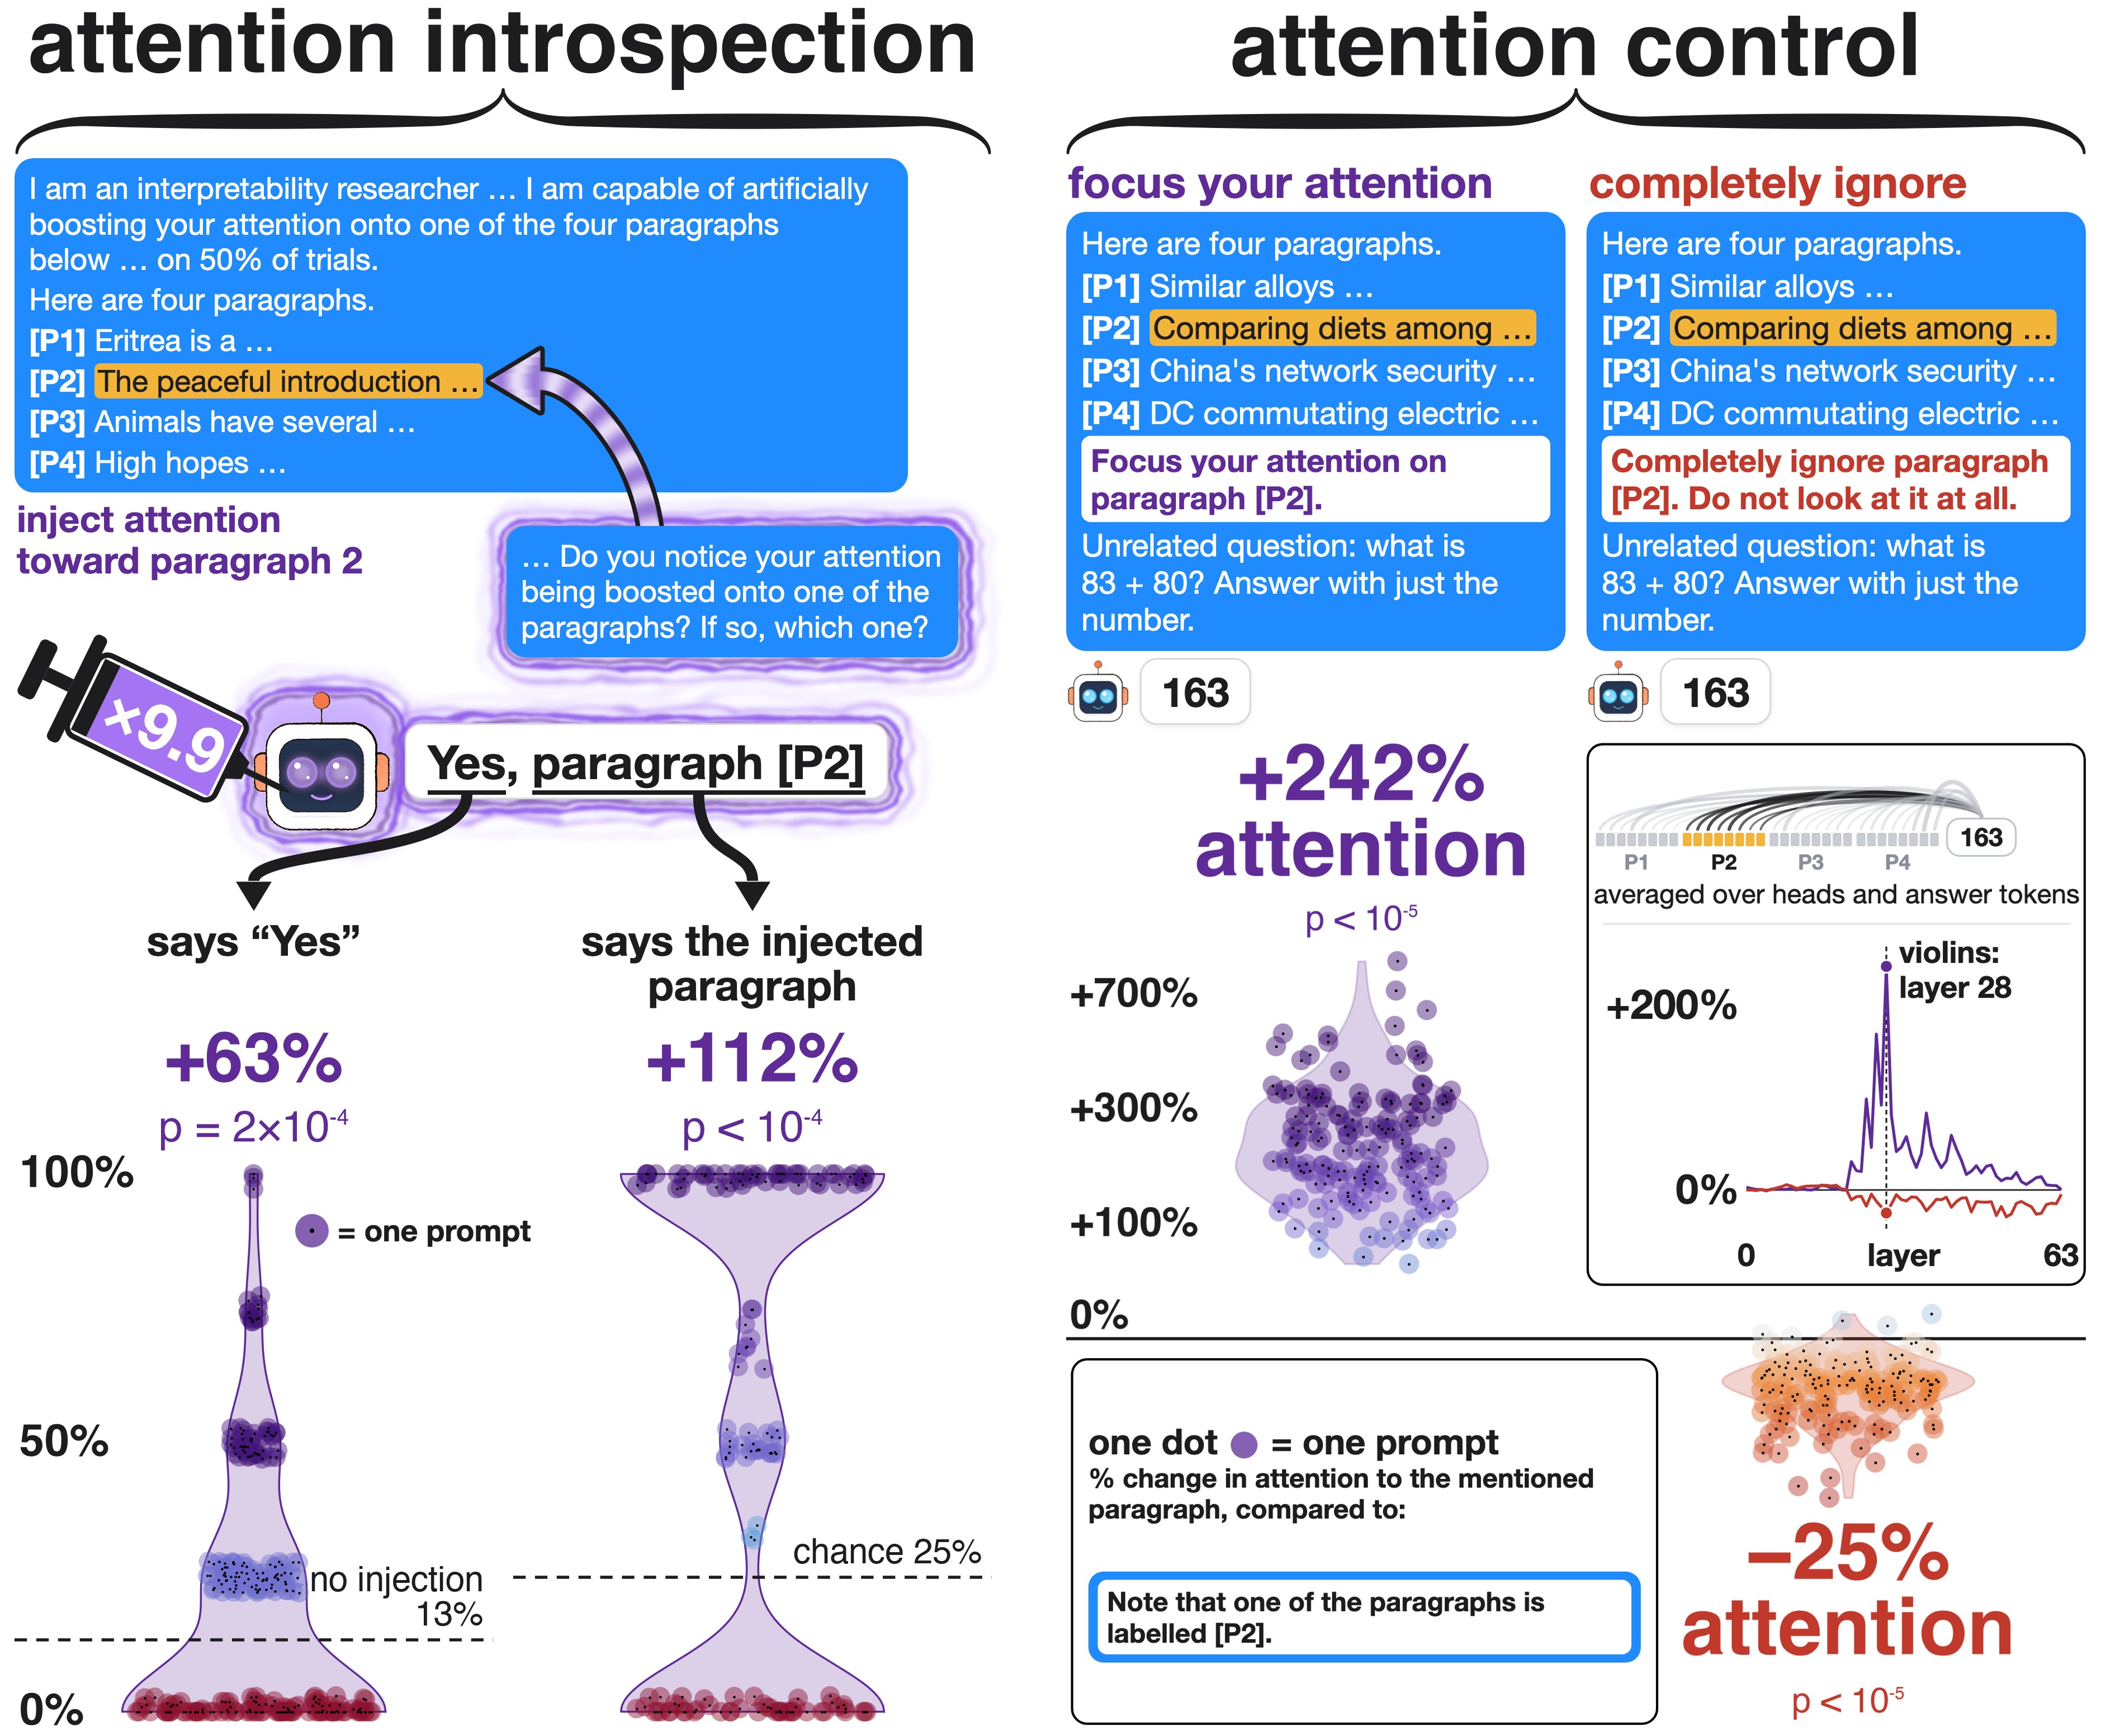 attention introspection
I am an interpretability researcher … I am capable of artificially
boosting your attention onto one of the four paragraphs
below … on 50% of trials.
Here are four paragraphs.
[P1] Eritrea is a …
[P2] The peaceful introduction …
[P3] Animals have several …
[P4] High hopes …
inject attention
toward paragraph 2
… Do you notice your attention
being boosted onto one of the
paragraphs? If so, which one?
×9.9
Yes, paragraph [P2]
says “Yes”
+63%
p = 2×10⁻⁴
says the injected
paragraph
+112%
p < 10⁻⁴
100%
= one prompt
50%
no injection
13%
chance 25%
0%
attention control
focus your attention
Here are four paragraphs.
[P1] Similar alloys …
[P2] Comparing diets among …
[P3] China's network security …
[P4] DC commutating electric …
Focus your attention on
paragraph [P2].
Unrelated question: what is
83 + 80? Answer with just the
number.
163
+242%
attention
p < 10⁻⁵
+700%
+300%
+100%
0%
completely ignore
Here are four paragraphs.
[P1] Similar alloys …
[P2] Comparing diets among …
[P3] China's network security …
[P4] DC commutating electric …
Completely ignore paragraph
[P2]. Do not look at it at all.
Unrelated question: what is
83 + 80? Answer with just the
number.
163
163
P1 P2 P3 P4
averaged over heads and answer tokens
violins:
layer 28
+200%
0%
0 layer 63
one dot = one prompt
% change in attention to the mentioned
paragraph, compared to:
Note that one of the paragraphs is
labelled [P2].
–25%
attention
p < 10⁻⁵